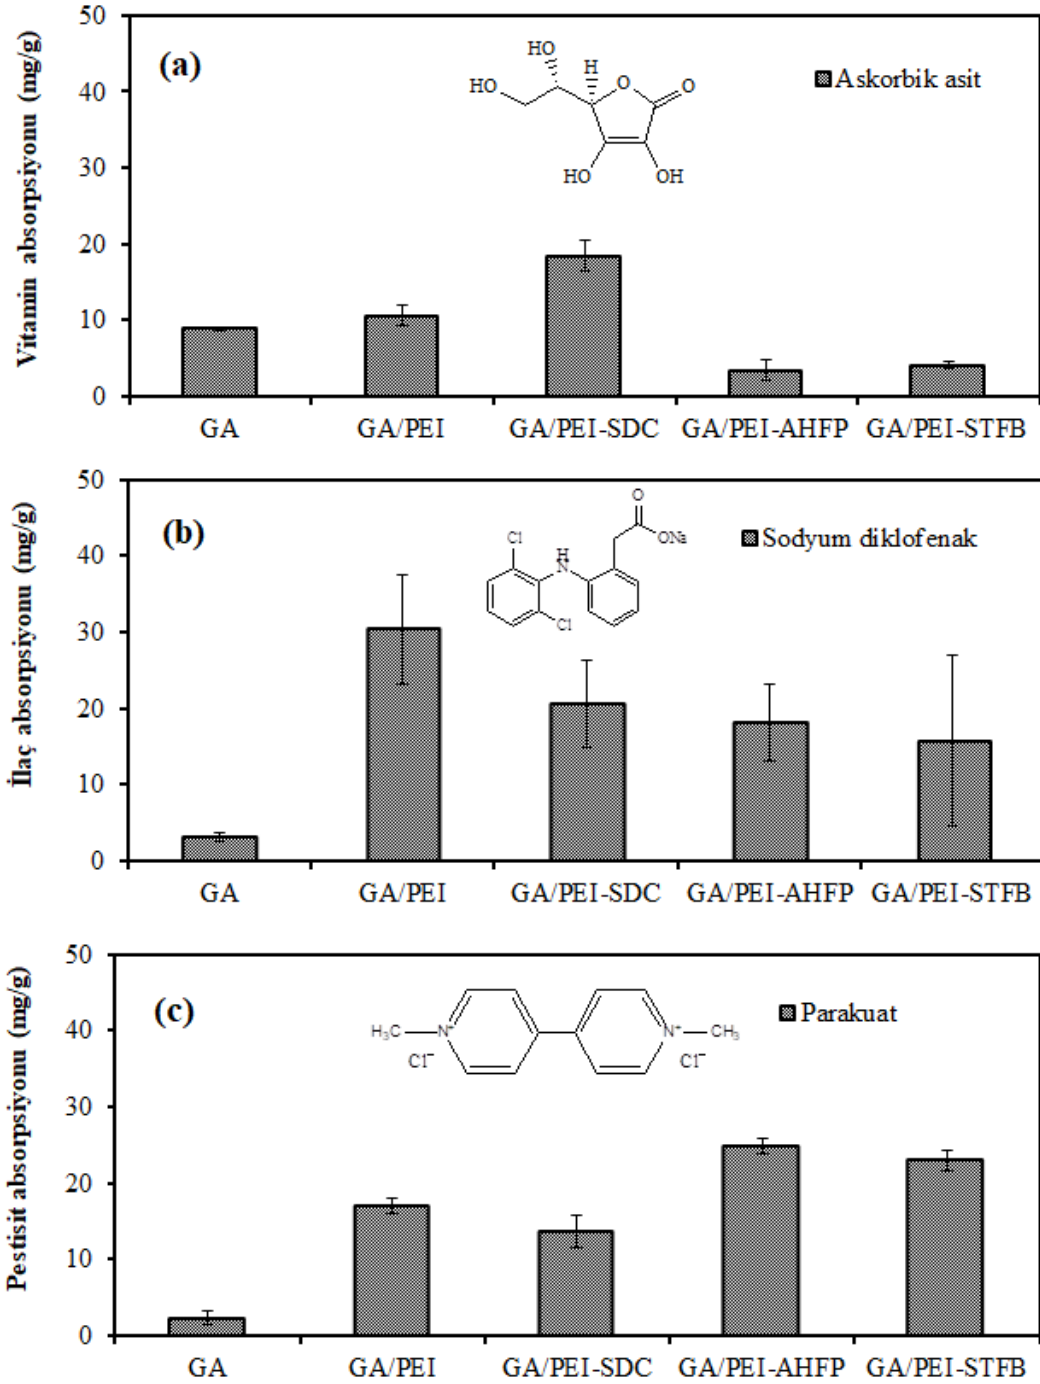 Vitamin absorpsiyonu (mg/g)
50
40
30
20
10
0
(a)
HO
HO
H
O
O
HO
OH
Askorbik asit
GA
GA/PEI
GA/PEI-SDC
GA/PEI-AHFP
GA/PEI-STFB
İlaç absorpsiyonu (mg/g)
50
40
30
20
10
0
(b)
O
Cl
H
N
ONa
Cl
Sodyum diklofenak
GA
GA/PEI
GA/PEI-SDC
GA/PEI-AHFP
GA/PEI-STFB
Pestisit absorpsiyonu (mg/g)
50
40
30
20
10
0
(c)
H₃C
N⁺
Cl⁻
N⁺
CH₃
Cl⁻
Parakuat
GA
GA/PEI
GA/PEI-SDC
GA/PEI-AHFP
GA/PEI-STFB